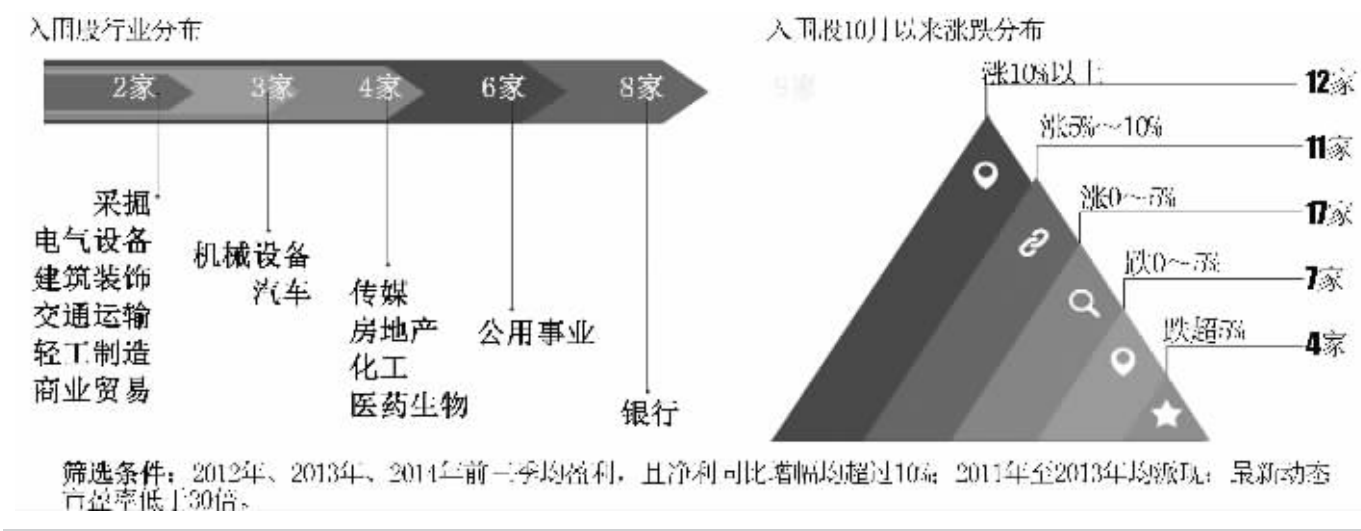 入围股行业分布
2家
3家
4家
6家
8家
采掘
电气设备
建筑装饰
交通运输
轻工制造
商业贸易
机械设备
汽车
传媒
房地产
化工
医药生物
公用事业
银行
入围股10月以来涨跌分布
涨10%以上
12家
涨5%～10%
11家
涨0～5%
17家
跌0～5%
7家
跌超5%
4家
筛选条件：2012年、2013年、2014年前三季均盈利，且净利同比增幅均超过10%；2011年至2013年均派现；最新动态
市盈率低于30倍。